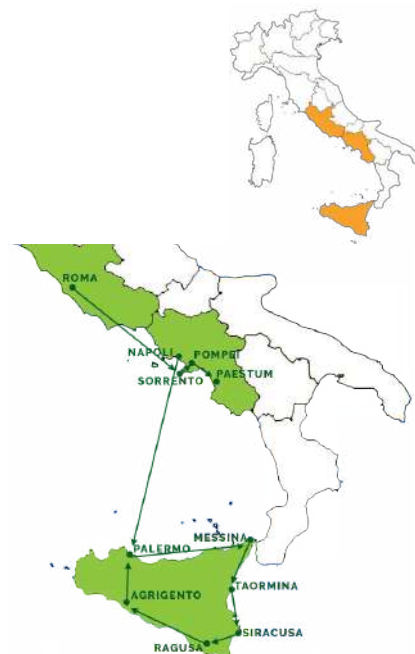 ROMA
NAPOLI
POMPEI
SORRENTO
PAESTUM
MESSINA
PALERMO
TAORMINA
AGRIGENTO
SIRACUSA
RAGUSA